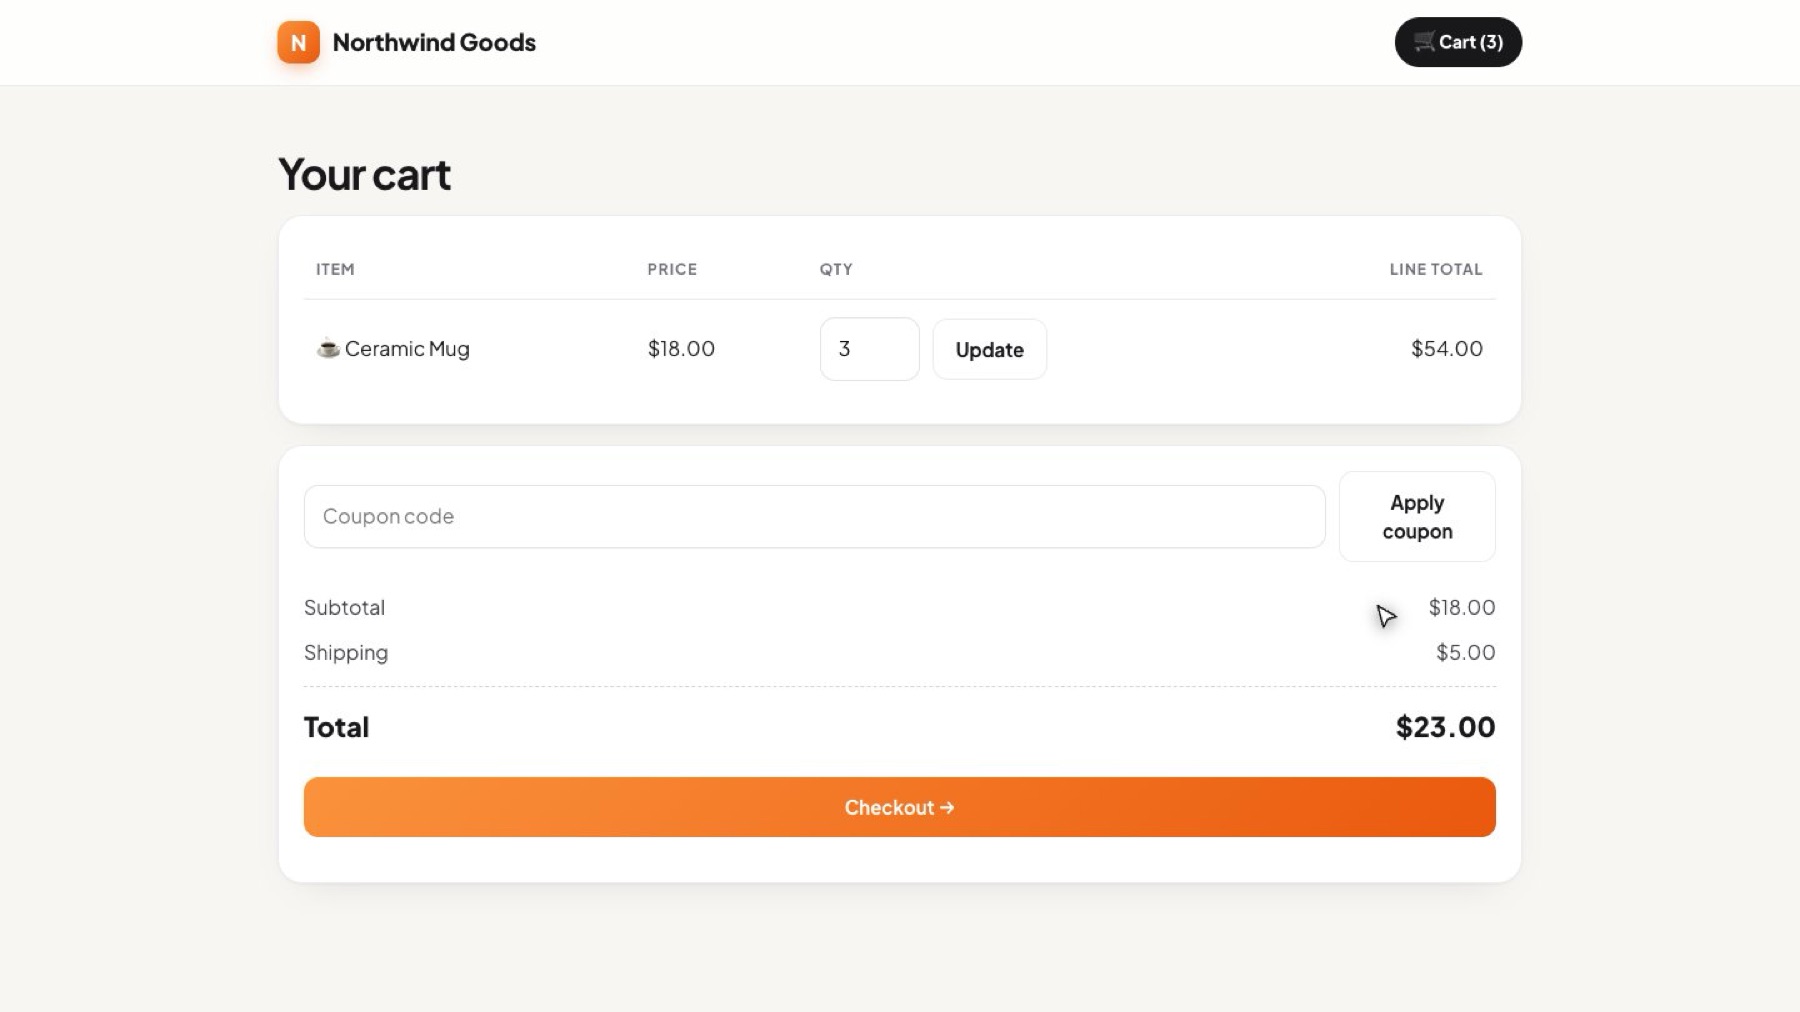 N Northwind Goods
Cart (3)
Your cart
ITEM PRICE QTY LINE TOTAL
Ceramic Mug $18.00 3 Update $54.00
Coupon code
Apply
coupon
Subtotal $18.00
Shipping $5.00
Total $23.00
Checkout →